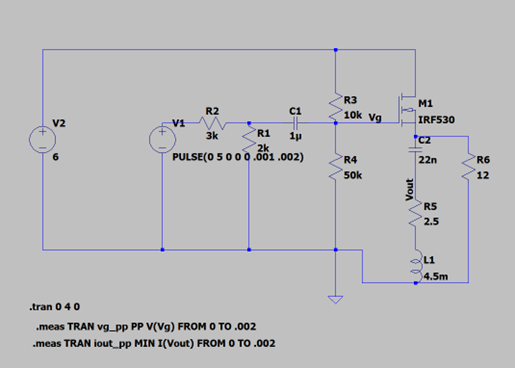 V2
6
V1
PULSE(0 5 0 0 0 .001 .002)
R2
3k
R1
2k
C1
1µ
R3
10k
Vg
R4
50k
M1
IRF530
C2
22n
Vout
R5
2.5
L1
4.5m
R6
12
.tran 0 4 0
.meas TRAN vg_pp PP V(Vg) FROM 0 TO .002
.meas TRAN iout_pp MIN I(Vout) FROM 0 TO .002